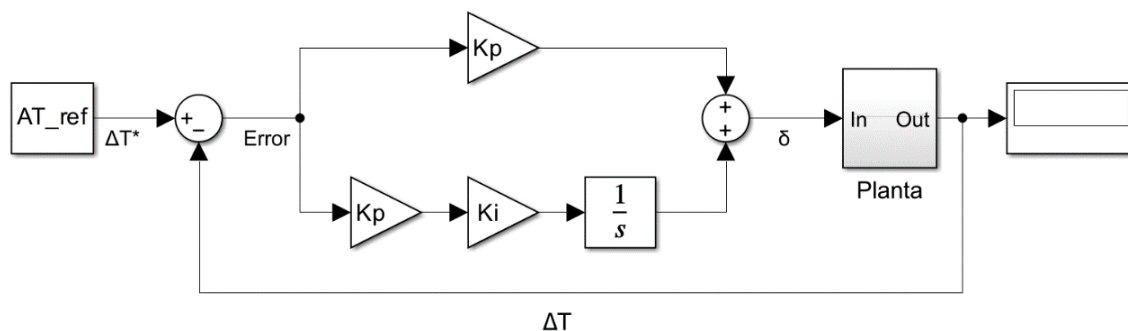 Kp
AT_ref
ΔT*
+
−
Error
+
+
δ
In Out
Planta
Kp
Ki
1
s
ΔT